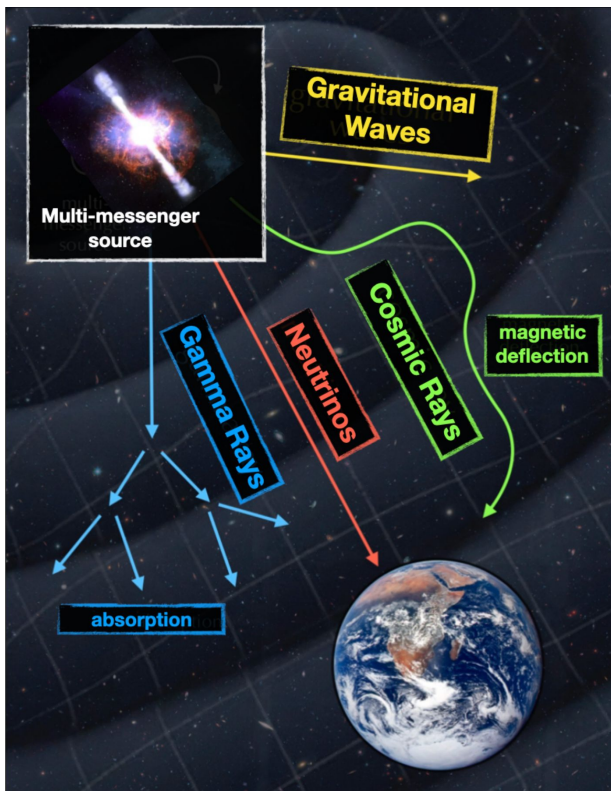 Gravitational
Waves
Multi-messenger
source
Cosmic Rays
magnetic
deflection
Neutrinos
Gamma Rays
absorption